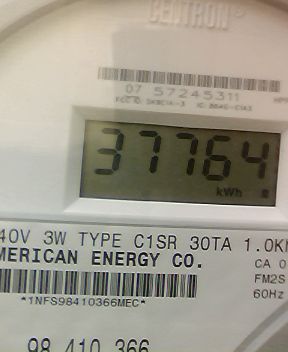 CENTRON®
07 57245311
37764
kWh
40V 3W TYPE C1SR 30TA 1.0K
MERICAN ENERGY CO.
CA 0
FM2S
60Hz
*1NFS98410366MEC*
98 410 366